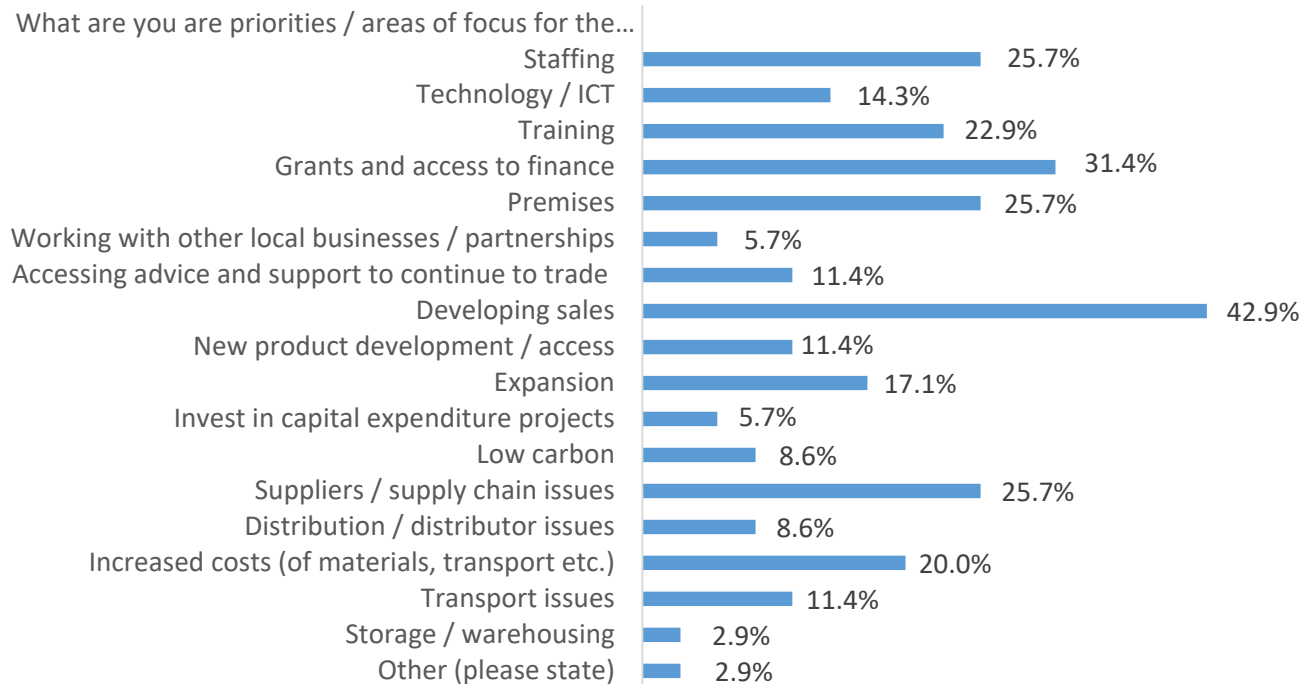 What are you are priorities / areas of focus for the…
Staffing 25.7%
Technology / ICT 14.3%
Training 22.9%
Grants and access to finance 31.4%
Premises 25.7%
Working with other local businesses / partnerships 5.7%
Accessing advice and support to continue to trade 11.4%
Developing sales 42.9%
New product development / access 11.4%
Expansion 17.1%
Invest in capital expenditure projects 5.7%
Low carbon 8.6%
Suppliers / supply chain issues 25.7%
Distribution / distributor issues 8.6%
Increased costs (of materials, transport etc.) 20.0%
Transport issues 11.4%
Storage / warehousing 2.9%
Other (please state) 2.9%